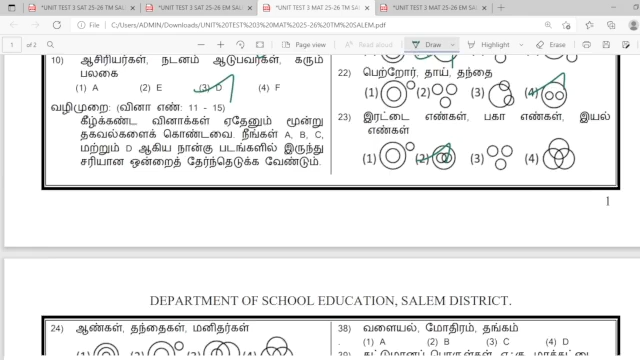 *UNIT TEST 3 MAT 25-26 TM SAL
*UNIT TEST 3 MAT 25-26 EM SAL
*UNIT TEST 3 MAT 25-26 TM SAL
*UNIT TEST 3 MAT 25-26 EM SAL
File C:/Users/ADMIN/Downloads/UNIT%20TEST%203%20MAT%2025-26%20TM%20SALEM.pdf
1 of 2 Page view Read aloud Draw Highlight Erase
10) ஆசிரியர்கள், நடனம் ஆடுபவர்கள், கரும் பலகை
(1) A (2) E (3) D (4) F
வழிமுறை: (வினா எண்: 11 - 15)
கீழ்க்கண்ட வினாக்கள் ஏதேனும் மூன்று
தகவல்களைக் கொண்டவை. நீங்கள் A, B, C,
மற்றும் D ஆகிய நான்கு படங்களில் இருந்து
சரியான ஒன்றைத் தேர்ந்தெடுக்க வேண்டும்.
22) பெற்றோர், தாய், தந்தை
(1) (2) (3) (4)
23) இரட்டை எண்கள், பகா எண்கள், இயல்
எண்கள்
(1) (2) (3) (4)
1
DEPARTMENT OF SCHOOL EDUCATION, SALEM DISTRICT.
24) ஆண்கள், தந்தைகள், மனிதர்கள்
(1) (2) (3) (4)
38) வளையல், மோதிரம், தங்கம்
(1) A (2) B (3) C (4) D